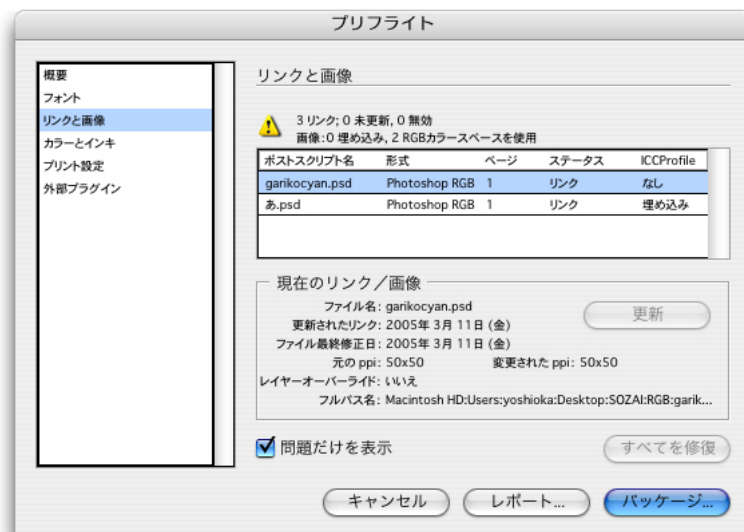 プリフライト
概要
フォント
リンクと画像
カラーとインキ
プリント設定
外部プラグイン
リンクと画像
3 リンク; 0 未更新, 0 無効
画像:0 埋め込み, 2 RGBカラースペースを使用
ポストスクリプト名 形式 ページ ステータス ICCProfile
garikocyan.psd Photoshop RGB 1 リンク なし
あ.psd Photoshop RGB 1 リンク 埋め込み
現在のリンク／画像
ファイル名: garikocyan.psd
更新
更新されたリンク: 2005年 3月 11日 (金)
ファイル最終修正日: 2005年 3月 11日 (金)
元の ppi: 50x50 変更された ppi: 50x50
レイヤーオーバーライド: いいえ
フルパス名: Macintosh HD:Users:yoshioka:Desktop:SOZAI:RGB:garik...
問題だけを表示
すべてを修復
キャンセル レポート... パッケージ...